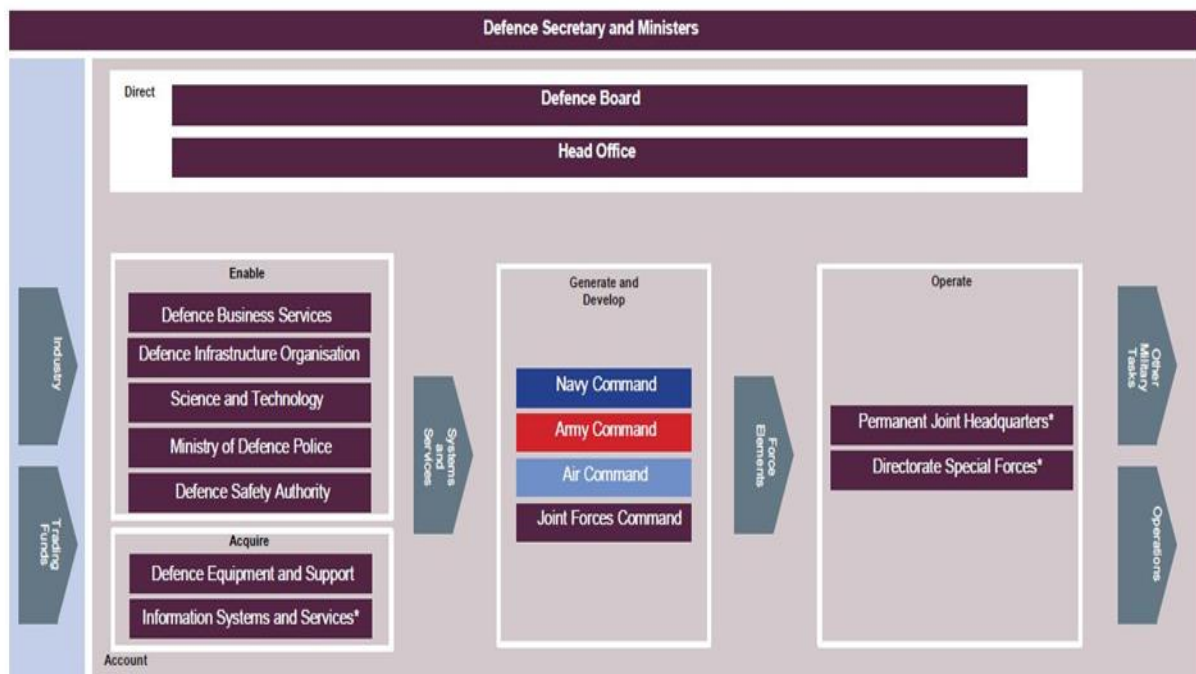 Defence Secretary and Ministers
Direct
Defence Board
Head Office
Enable
Defence Business Services
Defence Infrastructure Organisation
Science and Technology
Ministry of Defence Police
Defence Safety Authority
Acquire
Defence Equipment and Support
Information Systems and Services*
Account
Industry
Trading
Funds
Systems
and
Services
Generate and
Develop
Navy Command
Army Command
Air Command
Joint Forces Command
Force
Elements
Operate
Permanent Joint Headquarters*
Directorate Special Forces*
Other
Military
Tasks
Operations